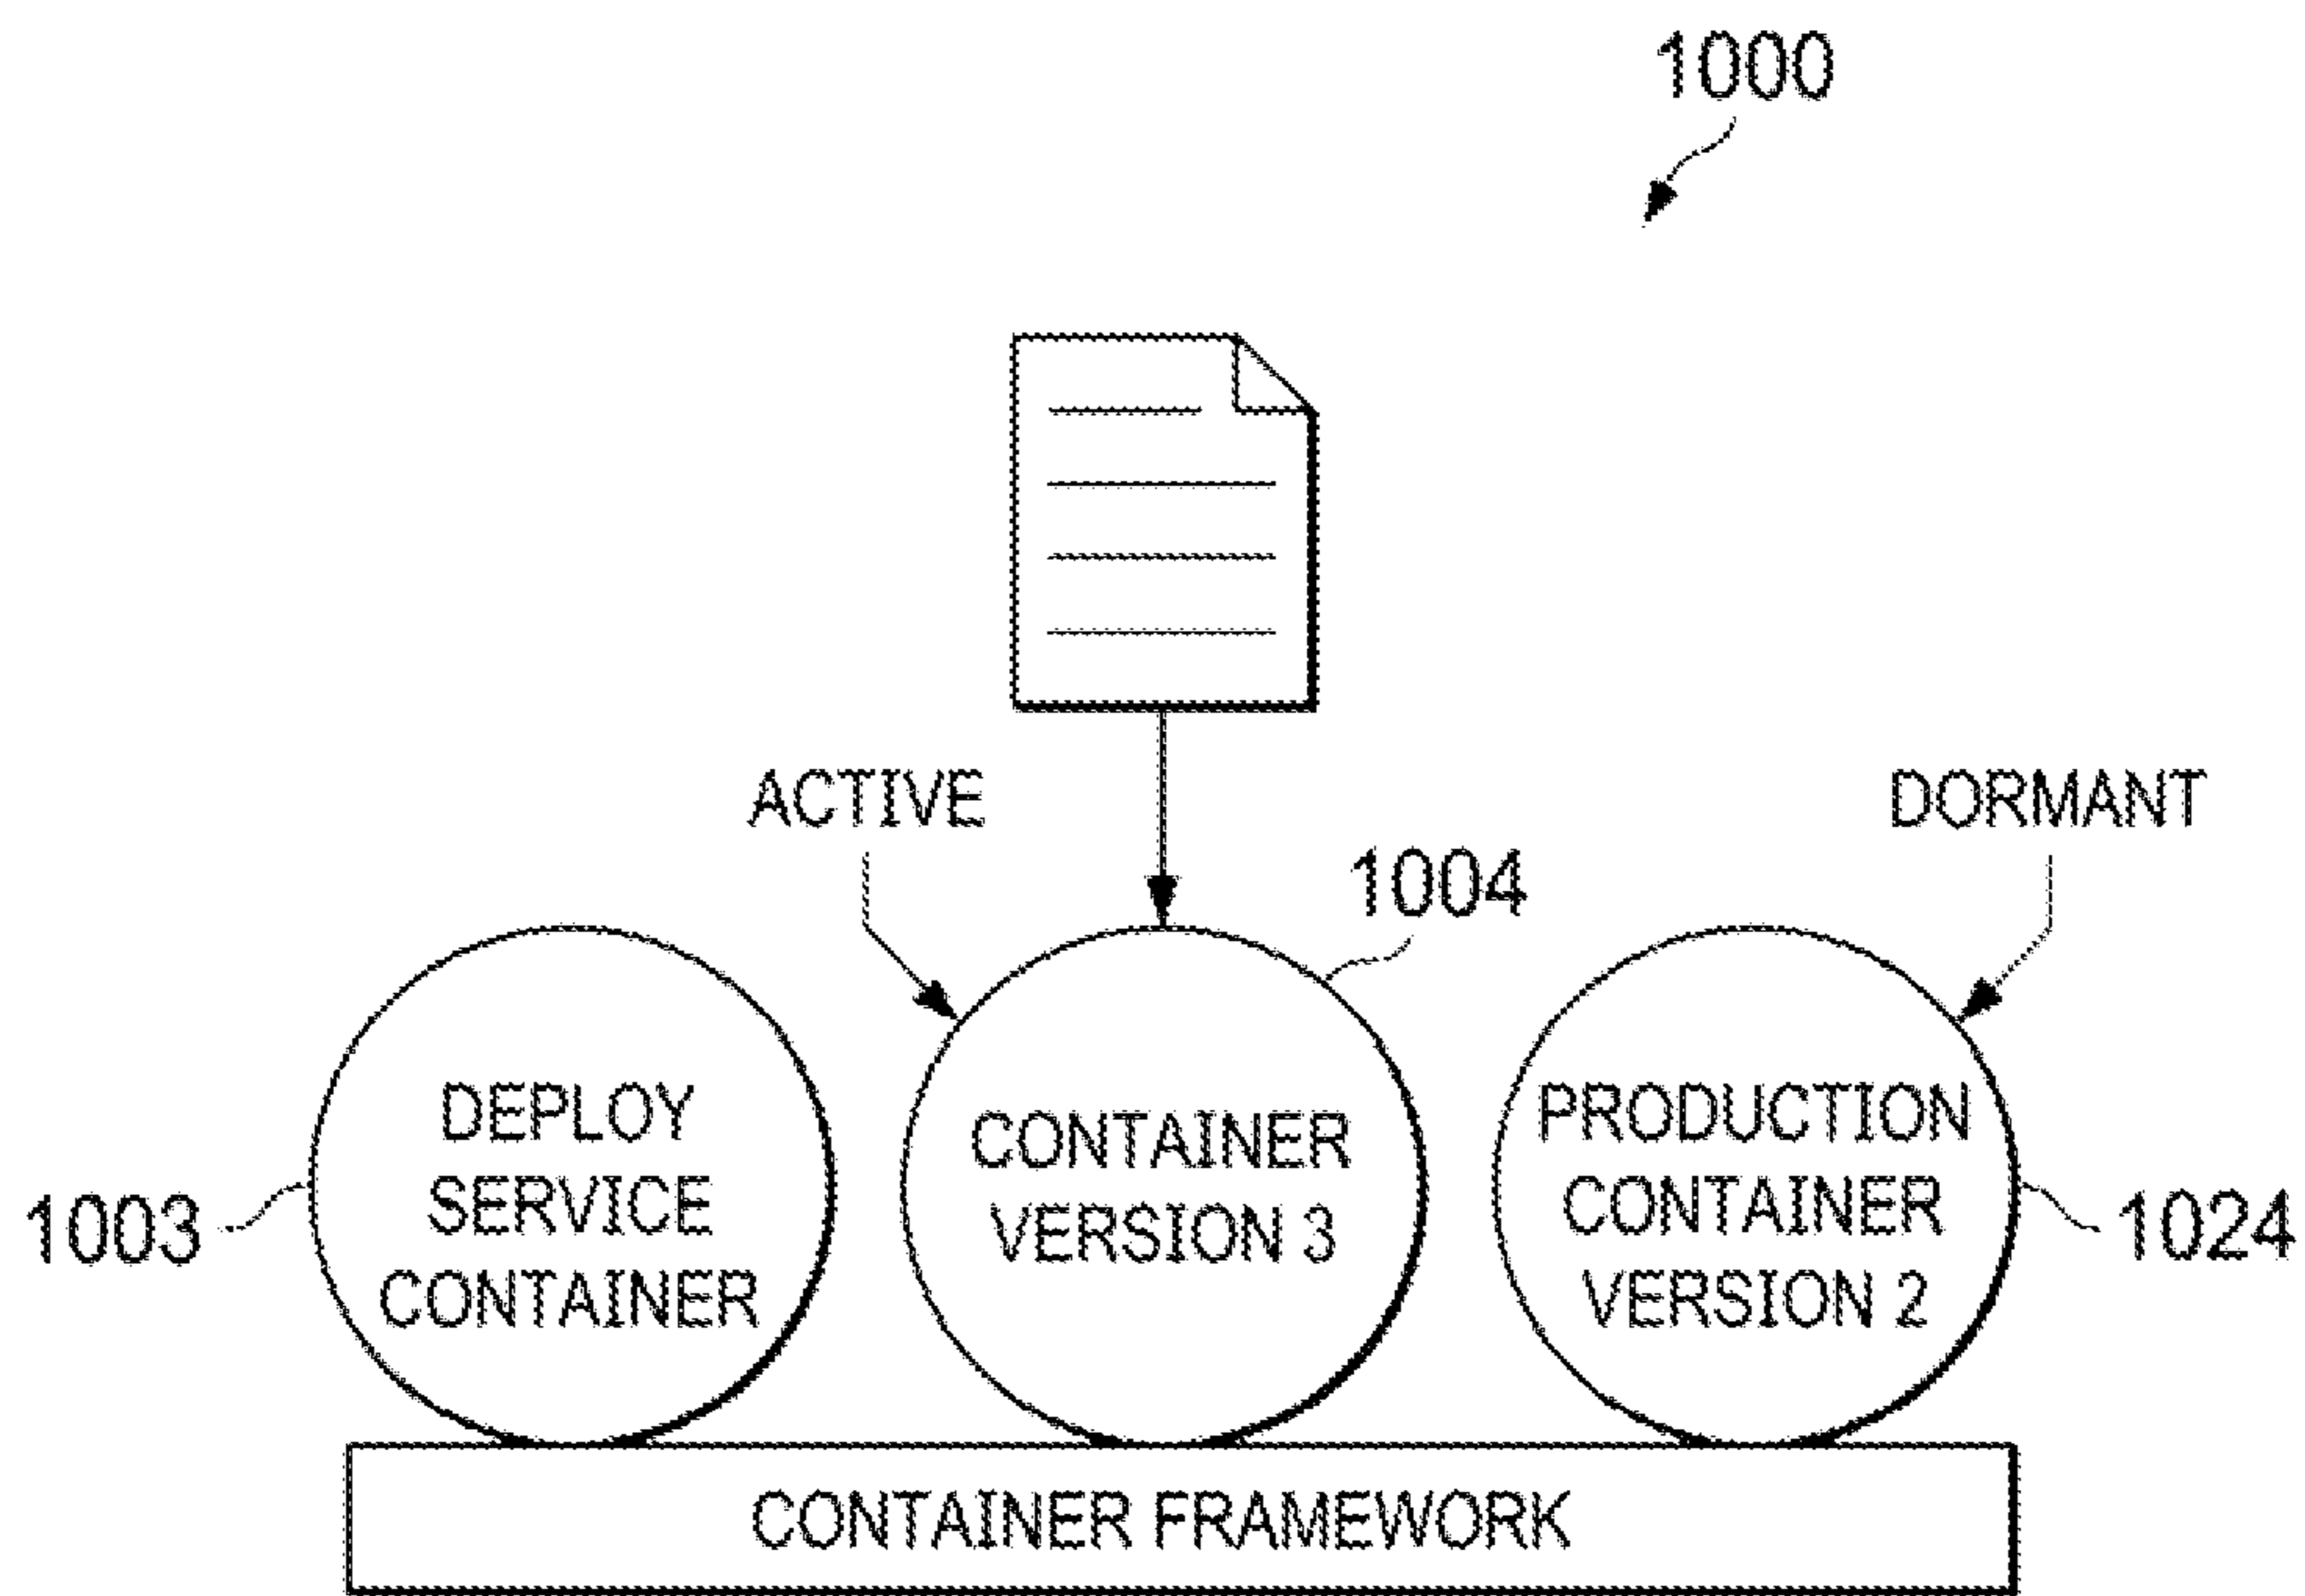 1000
ACTIVE
DORMANT
1004
DEPLOY
SERVICE
CONTAINER
1003
CONTAINER
VERSION 3
PRODUCTION
CONTAINER
VERSION 2
1024
CONTAINER FRAMEWORK